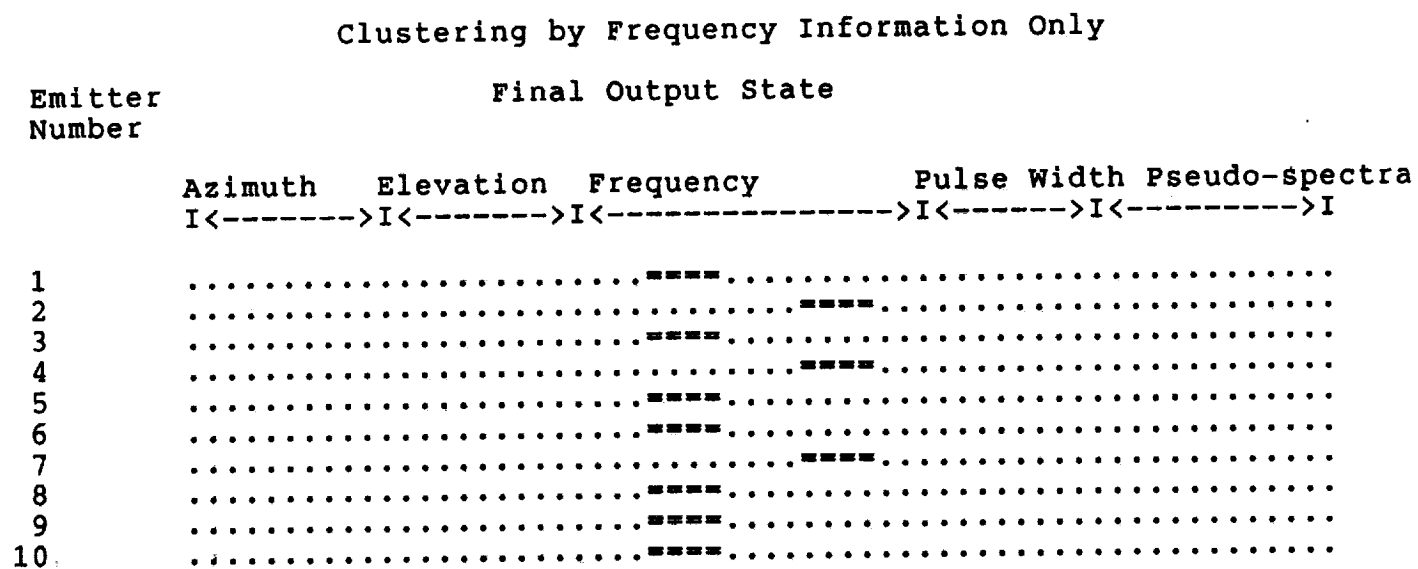 Clustering by Frequency Information Only
Emitter Number
Final Output State
Azimuth Elevation Frequency Pulse Width Pseudo-spectra
I<------->I<------->I<--------------->I<------>I<--------->I
1 ........................====................................
2 ................................====........................
3 ........................====................................
4 ................................====........................
5 ........................====................................
6 ........................====................................
7 ................................====........................
8 ........................====................................
9 ........................====................................
10 ........................====................................